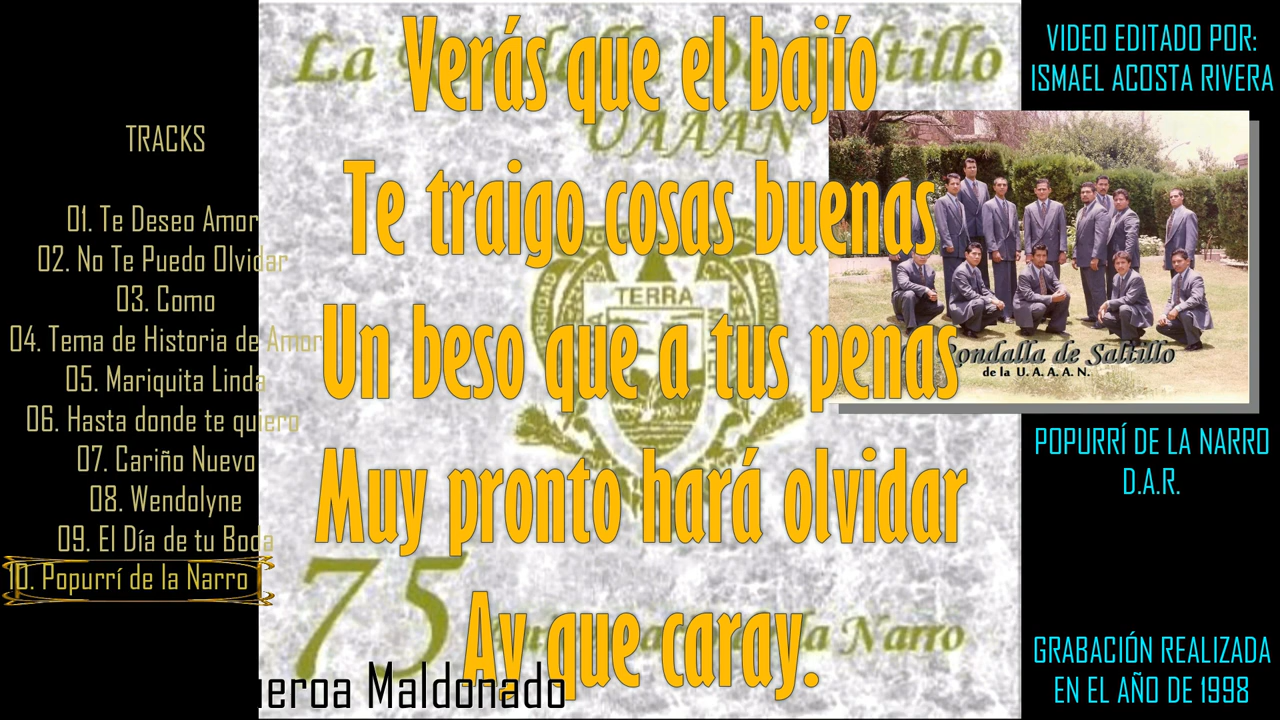 TRACKS
01. Te Deseo Amor
02. No Te Puedo Olvidar
03. Como
04. Tema de Historia de Amor
05. Mariquita Linda
06. Hasta donde te quiero
07. Cariño Nuevo
08. Wendolyne
09. El Día de tu Boda
10. Popurrí de la Narro
La
Saltillo
UAAAN
TERRA
75
Narro
Verás que el bajío
Te traigo cosas buenas
Un beso que a tus penas
Muy pronto hará olvidar
Ay que caray.
Maldonado
VIDEO EDITADO POR:
ISMAEL ACOSTA RIVERA
Rondalla de Saltillo
de la U. A. A. A. N.
POPURRÍ DE LA NARRO
D.A.R.
GRABACIÓN REALIZADA
EN EL AÑO DE 1998